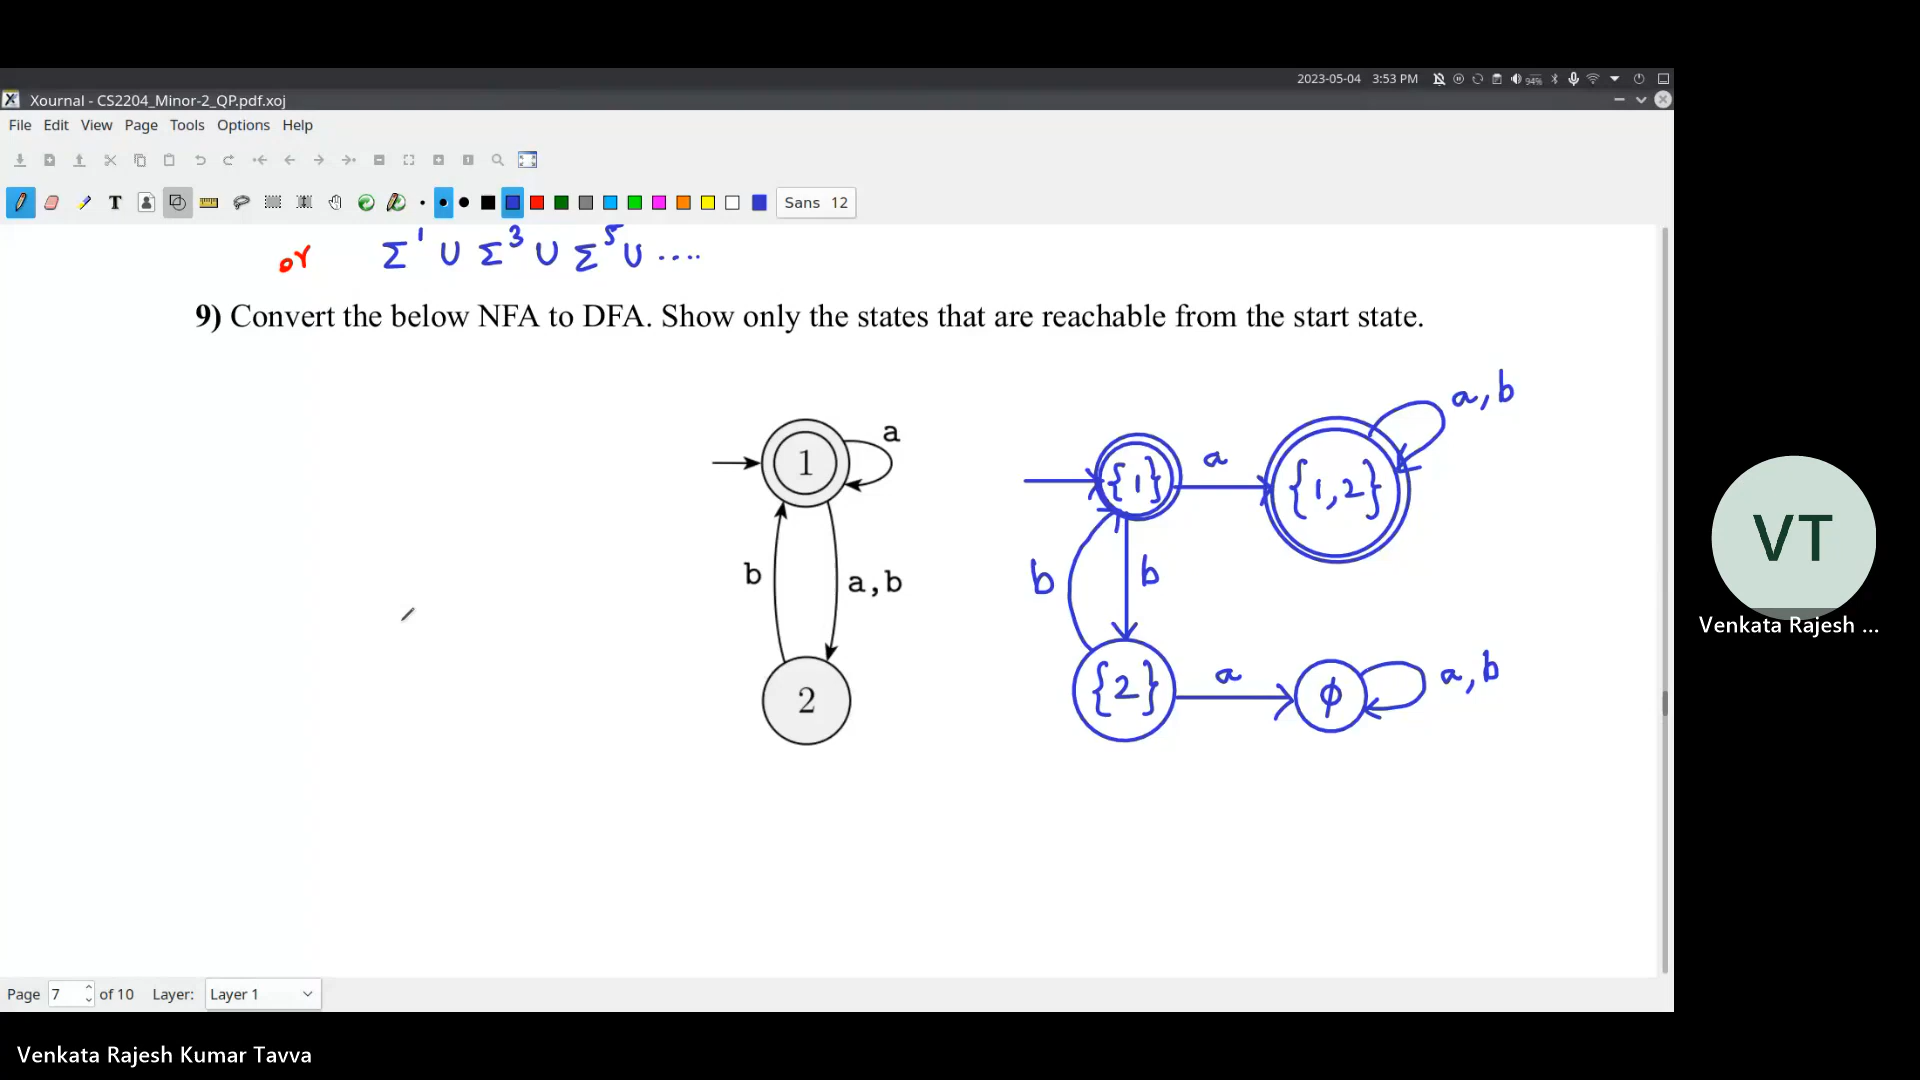 2023-05-04 3:53 PM 94%
Xournal - CS2204_Minor-2_QP.pdf.xoj
File Edit View Page Tools Options Help
T Sans 12
or Σ¹ ∪ Σ³ ∪ Σ⁵ ∪ ....
9) Convert the below NFA to DFA. Show only the states that are reachable from the start state.
a a, b
1 {1} a {1,2}
b a,b b b
2 {2} a ϕ a, b
VT
Venkata Rajesh ...
Page 7 of 10 Layer: Layer 1
Venkata Rajesh Kumar Tavva